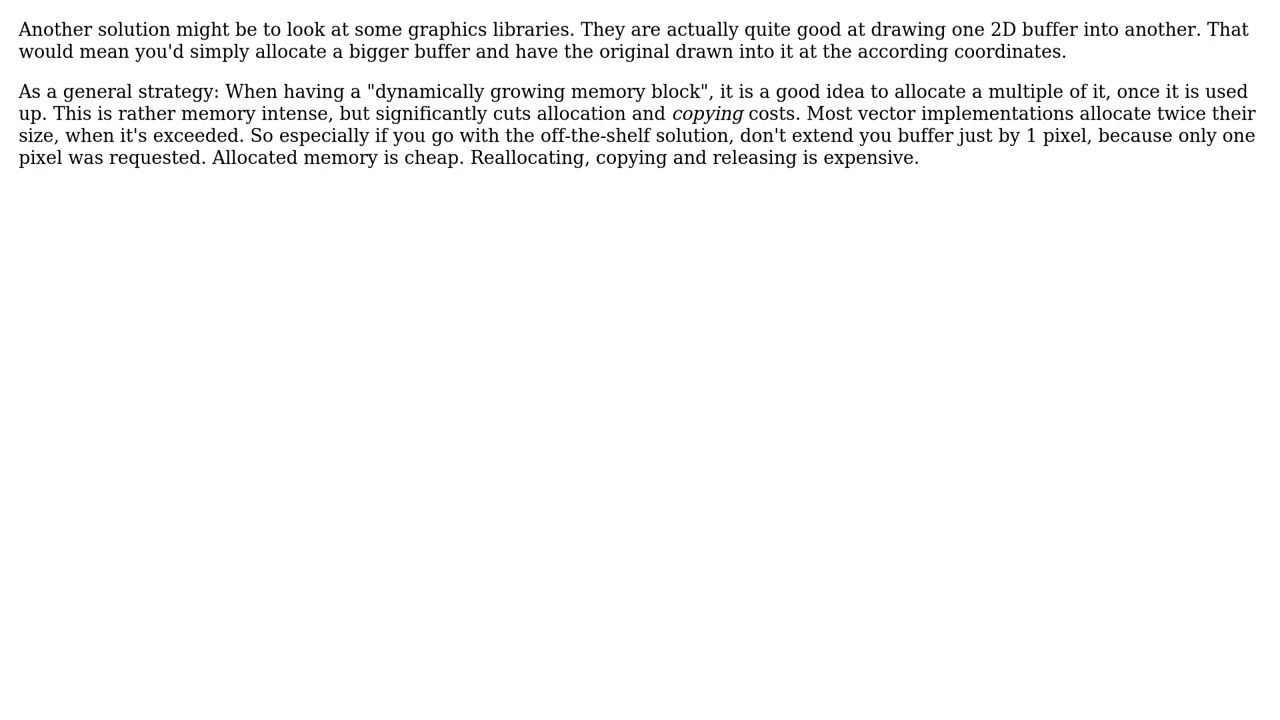 Another solution might be to look at some graphics libraries. They are actually quite good at drawing one 2D buffer into another. That
would mean you'd simply allocate a bigger buffer and have the original drawn into it at the according coordinates.
As a general strategy: When having a "dynamically growing memory block", it is a good idea to allocate a multiple of it, once it is used
up. This is rather memory intense, but significantly cuts allocation and copying costs. Most vector implementations allocate twice their
size, when it's exceeded. So especially if you go with the off-the-shelf solution, don't extend you buffer just by 1 pixel, because only one
pixel was requested. Allocated memory is cheap. Reallocating, copying and releasing is expensive.